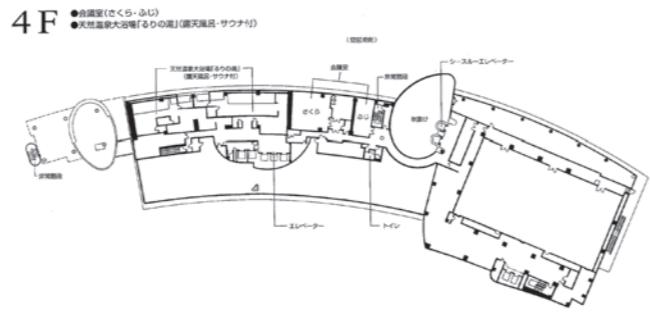 4F
●会議室(さくら・ふじ)
●天然温泉大浴場「るりの湯」(露天風呂・サウナ付)
シースルーエレベーター
会議室
天然温泉大浴場「るりの湯」
(露天風呂・サウナ付)
非常階段
さくら
ふじ
吹抜け
非常階段
エレベーター
トイレ